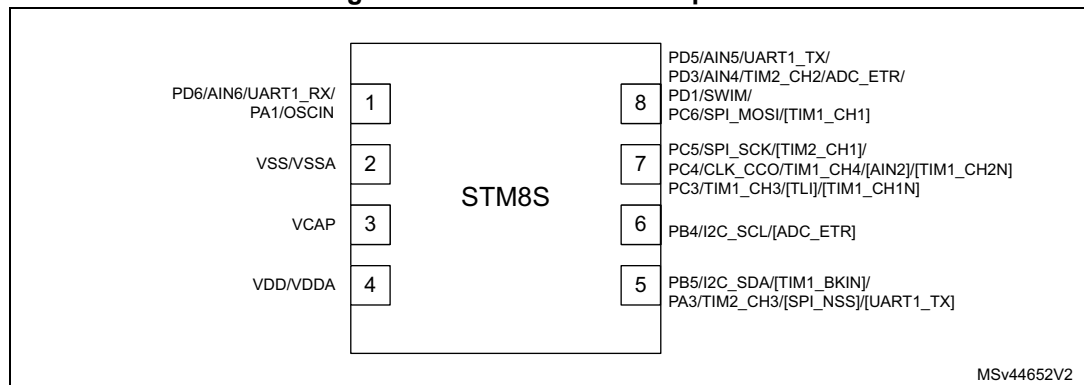 PD6/AIN6/UART1_RX/
PA1/OSCIN
1
VSS/VSSA
2
VCAP
3
VDD/VDDA
4
STM8S
8
PD5/AIN5/UART1_TX/
PD3/AIN4/TIM2_CH2/ADC_ETR/
PD1/SWIM/
PC6/SPI_MOSI/[TIM1_CH1]
7
PC5/SPI_SCK/[TIM2_CH1]/
PC4/CLK_CCO/TIM1_CH4/[AIN2]/[TIM1_CH2N]
PC3/TIM1_CH3/[TLI]/[TIM1_CH1N]
6
PB4/I2C_SCL/[ADC_ETR]
5
PB5/I2C_SDA/[TIM1_BKIN]/
PA3/TIM2_CH3/[SPI_NSS]/[UART1_TX]
MSv44652V2